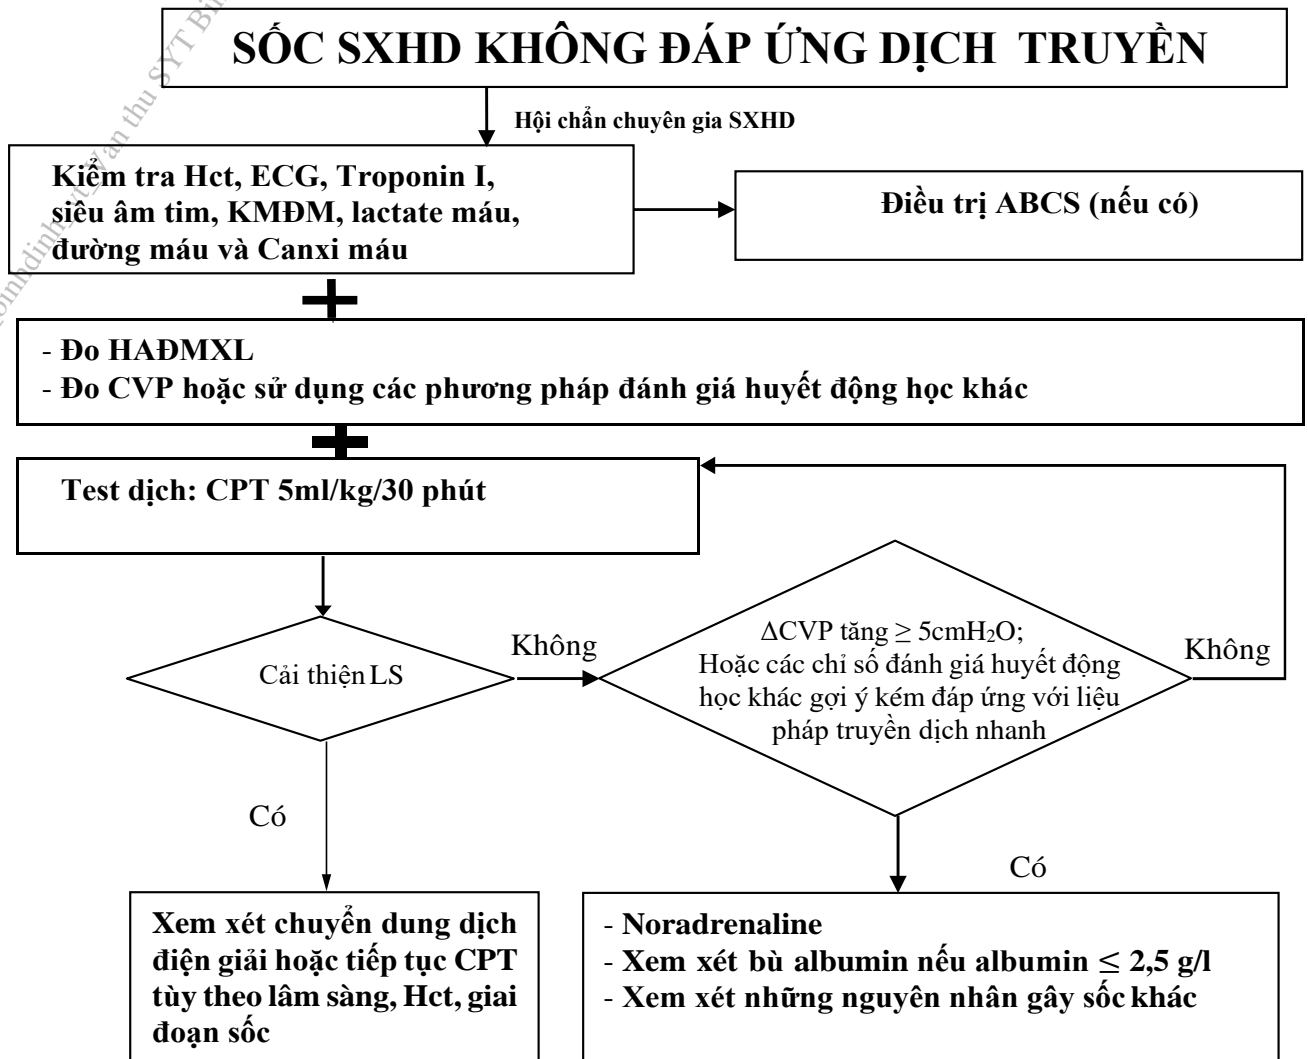 SỐC SXHD KHÔNG ĐÁP ỨNG DỊCH TRUYỀN
Hội chẩn chuyên gia SXHD
Kiểm tra Hct, ECG, Troponin I,
siêu âm tim, KMĐM, lactate máu,
đường máu và Canxi máu
Điều trị ABCS (nếu có)
- Đo HAĐMXL
- Đo CVP hoặc sử dụng các phương pháp đánh giá huyết động học khác
Test dịch: CPT 5ml/kg/30 phút
Cải thiện LS
Không
ΔCVP tăng ≥ 5cmH₂O;
Hoặc các chỉ số đánh giá huyết động
học khác gợi ý kém đáp ứng với liệu
pháp truyền dịch nhanh
Không
Có
Có
Xem xét chuyển dung dịch
điện giải hoặc tiếp tục CPT
tùy theo lâm sàng, Hct, giai
đoạn sốc
- Noradrenaline
- Xem xét bù albumin nếu albumin ≤ 2,5 g/l
- Xem xét những nguyên nhân gây sốc khác